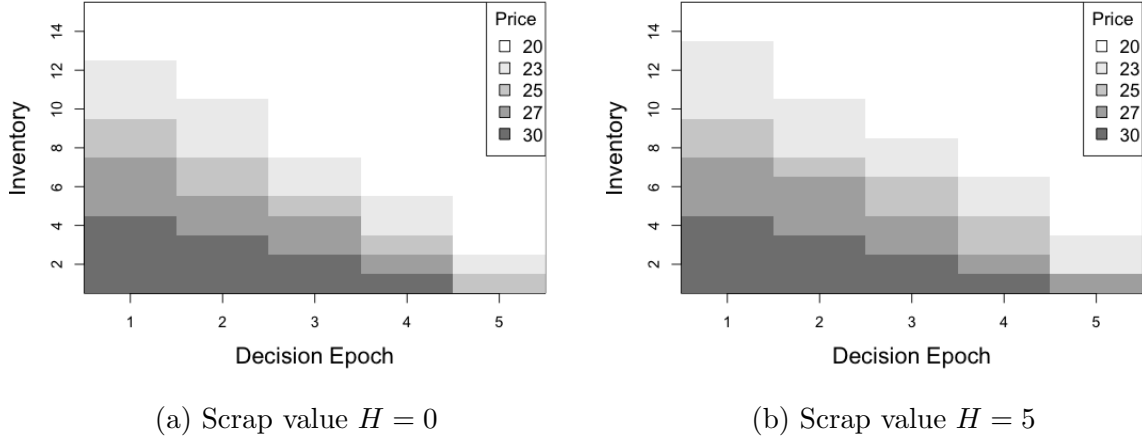 Price
20
23
25
27
30
Inventory
14
12
10
8
6
4
2
1 2 3 4 5
Decision Epoch
(a) Scrap value H = 0
Price
20
23
25
27
30
Inventory
14
12
10
8
6
4
2
1 2 3 4 5
Decision Epoch
(b) Scrap value H = 5